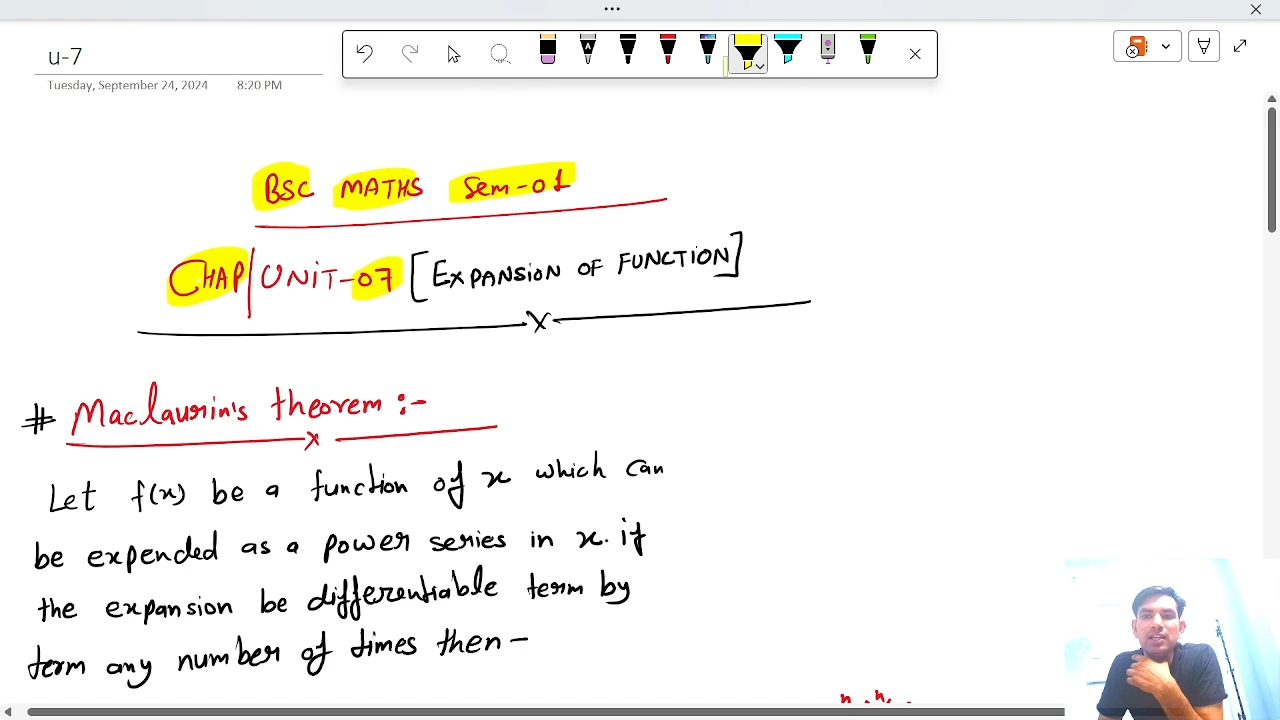 u-7
Tuesday, September 24, 2024 8:20 PM
BSC MATHS Sem-01
CHAP/UNIT-07 [EXPANSION OF FUNCTION]
# Maclaurin's theorem :-
Let f(x) be a function of x which can
be expended as a power series in x. if
the expansion be differentiable term by
term any number of times then -